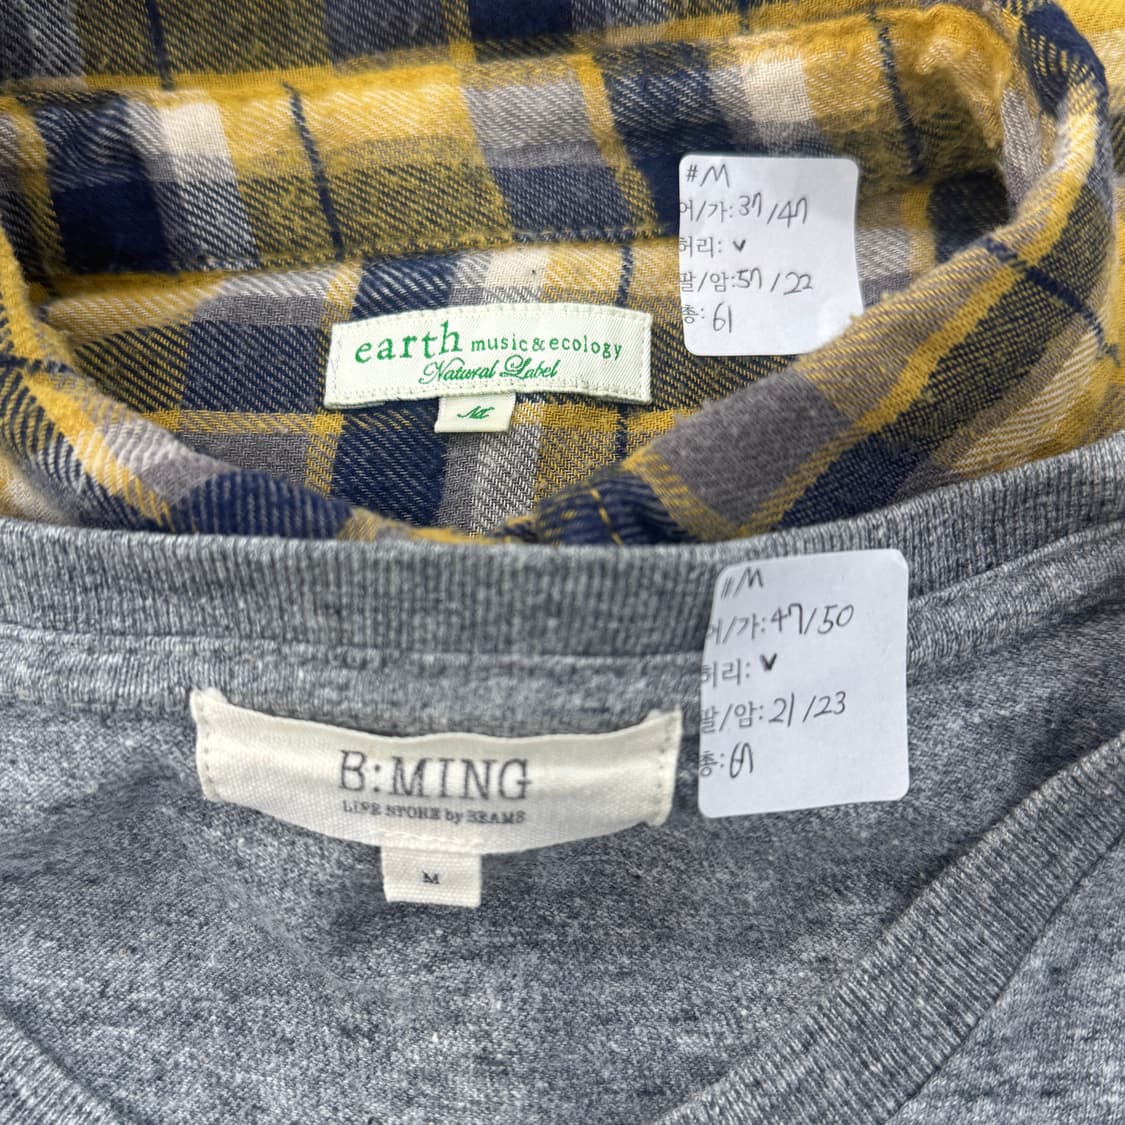 #M
어/가: 37/47
허리: v
팔/암: 57/22
총: 61
earth music&ecology
Natural Label
M
#M
어/가: 47/50
허리: v
팔/암: 21/23
총: 67
B:MING
LIFE STORE by BEAMS
M